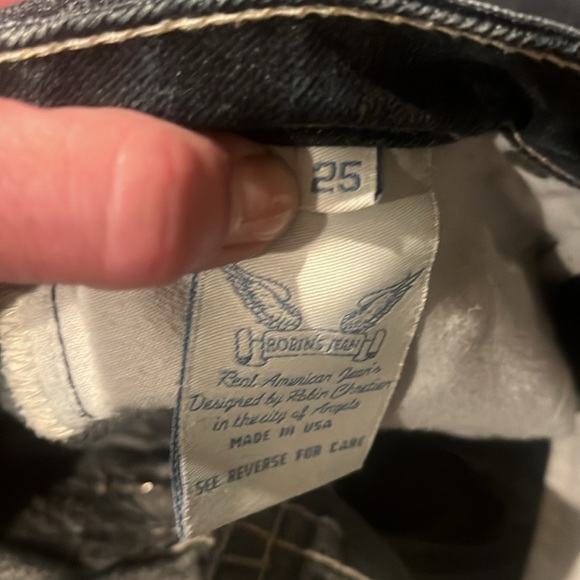 25
ROBIN'S JEAN
Real American Jean's
Designed by Robin Chretien
in the city of Angels
MADE IN USA
SEE REVERSE FOR CARE